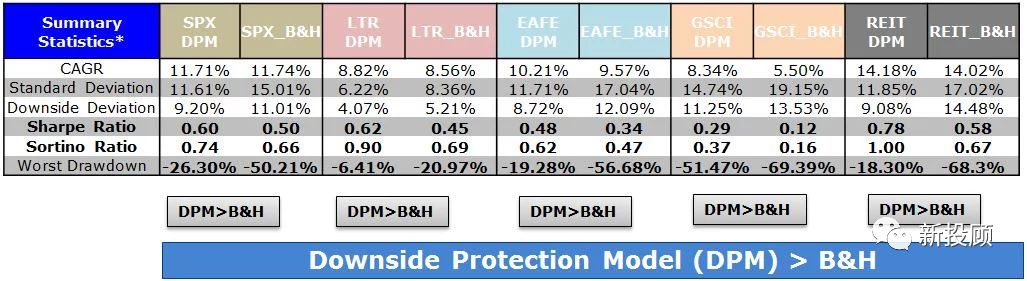 Summary Statistics* SPX DPM SPX_B&H LTR DPM LTR_B&H EAFE DPM EAFE_B&H GSCI DPM GSCI_B&H REIT DPM REIT_B&H
CAGR 11.71% 11.74% 8.82% 8.56% 10.21% 9.57% 8.34% 5.50% 14.18% 14.02%
Standard Deviation 11.61% 15.01% 6.22% 8.36% 11.71% 17.04% 14.74% 19.15% 11.85% 17.02%
Downside Deviation 9.20% 11.01% 4.07% 5.21% 8.72% 12.09% 11.25% 13.53% 9.08% 14.48%
Sharpe Ratio 0.60 0.50 0.62 0.45 0.48 0.34 0.29 0.12 0.78 0.58
Sortino Ratio 0.74 0.66 0.90 0.69 0.62 0.47 0.37 0.16 1.00 0.67
Worst Drawdown -26.30% -50.21% -6.41% -20.97% -19.28% -56.68% -51.47% -69.39% -18.30% -68.3%
DPM>B&H DPM>B&H DPM>B&H DPM>B&H DPM>B&H
新投顾
Downside Protection Model (DPM) > B&H